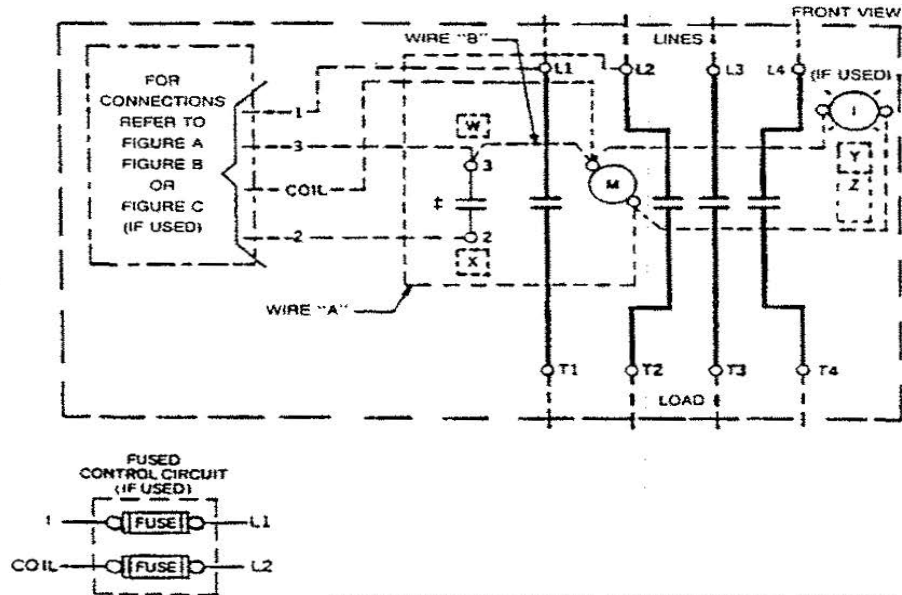 FRONT VIEW
WIRE "B"
LINES
L1
L2
L3
L4
(IF USED)
FOR
CONNECTIONS
REFER TO
FIGURE A
FIGURE B
OR
FIGURE C
(IF USED)
1
3
COIL
2
W
3
‡
2
X
M
I
Y
Z
WIRE "A"
T1
T2
T3
T4
LOAD
FUSED
CONTROL CIRCUIT
(IF USED)
1 FUSE L1
COIL FUSE L2